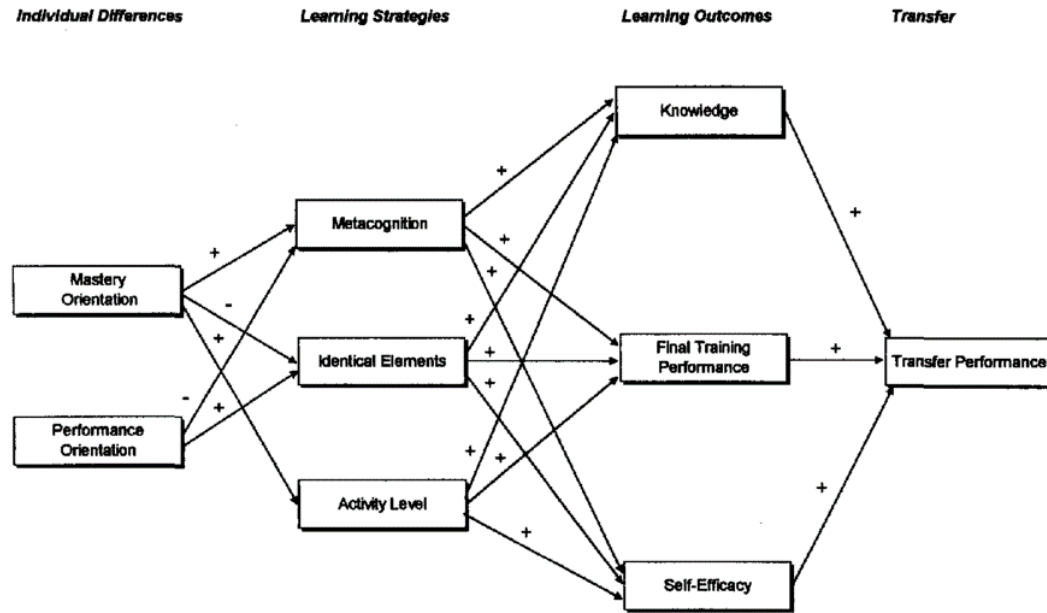 Individual Differences
Learning Strategies
Learning Outcomes
Transfer
Knowledge
+
+
Metacognition
+
+
+
+
Mastery
Orientation
-
+
+
Identical Elements
+
Final Training
Performance
+
Transfer Performance
+
-
+
Performance
Orientation
+
+
Activity Level
+
+
Self-Efficacy